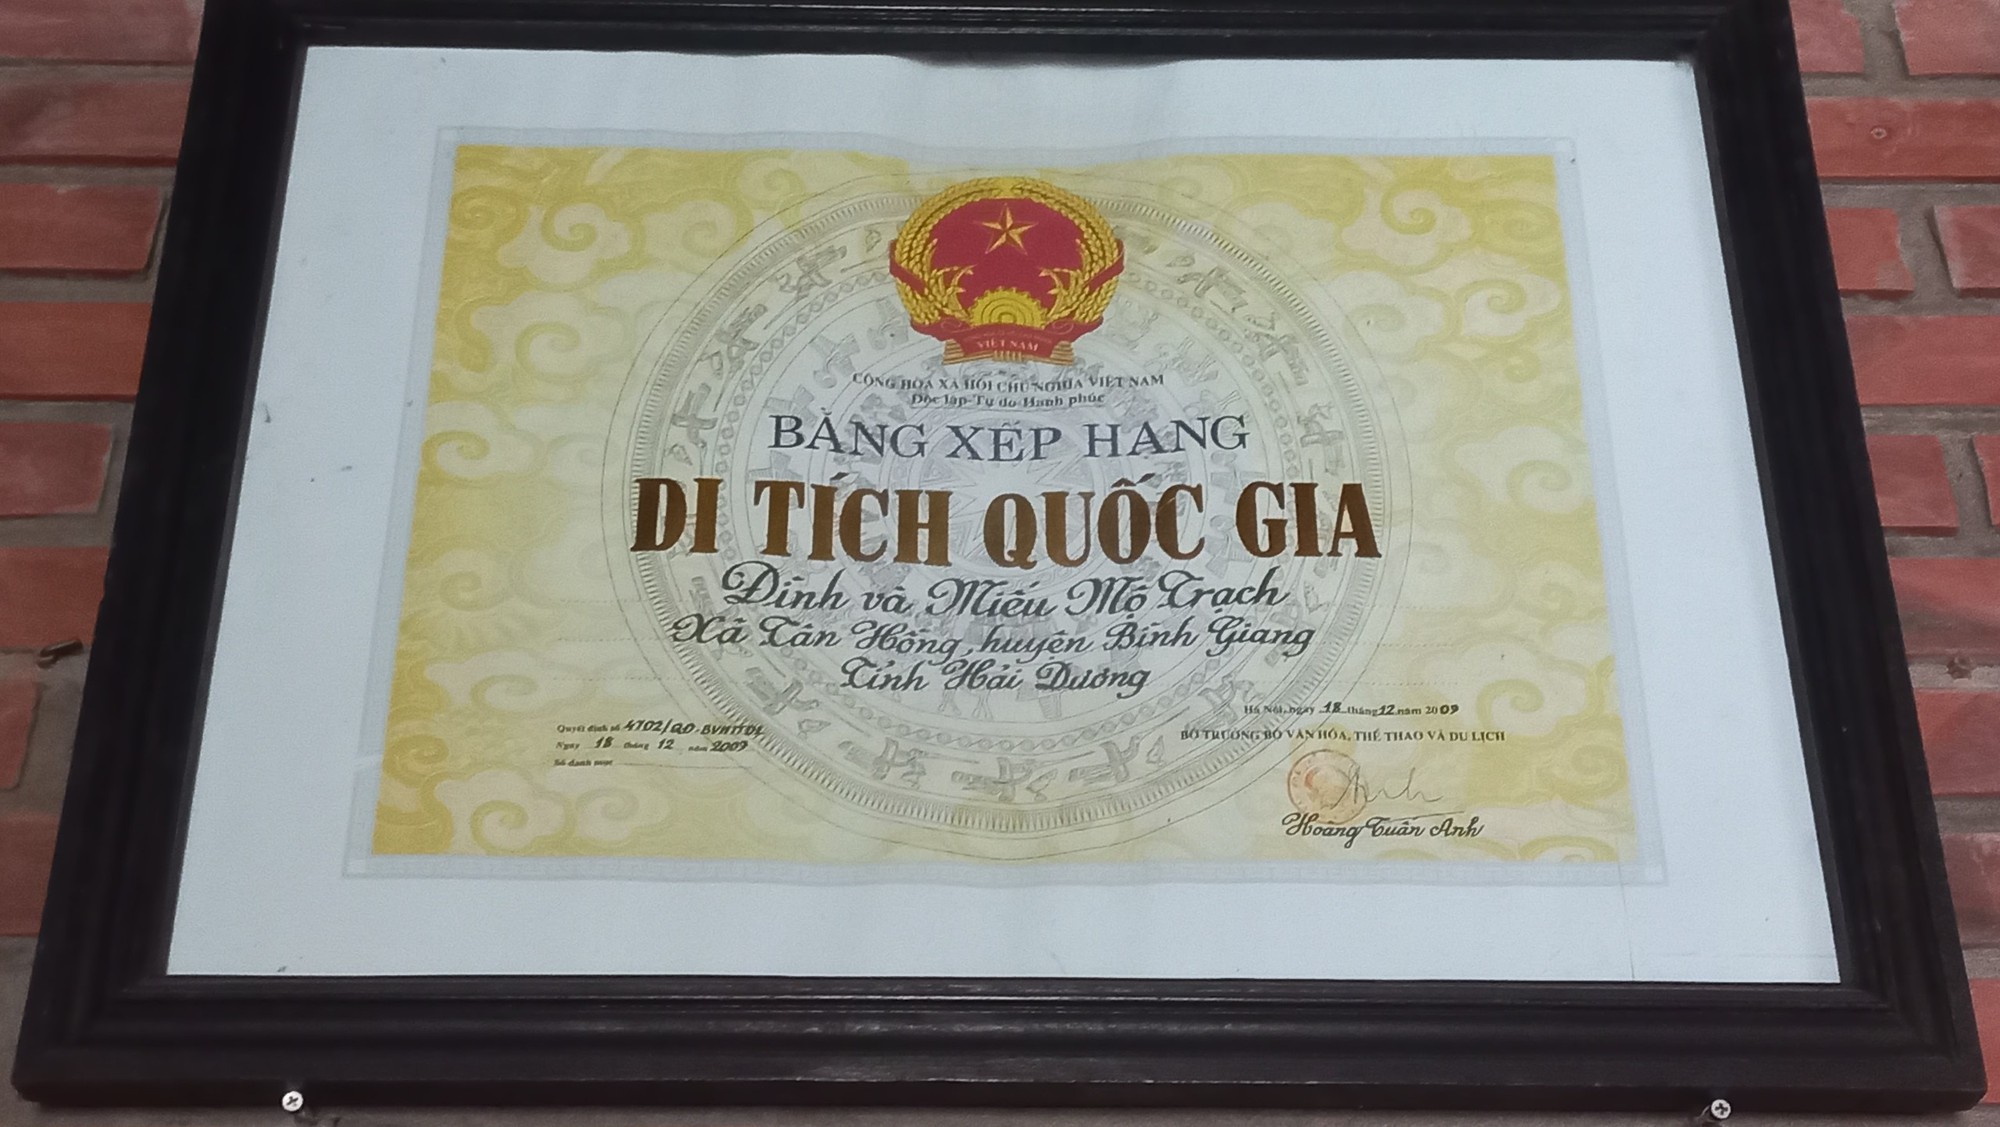 VIỆT NAM
CỘNG HÒA XÃ HỘI CHỦ NGHĨA VIỆT NAM
Độc lập-Tự do-Hạnh phúc
BẰNG XẾP HẠNG
DI TÍCH QUỐC GIA
Đình và Miếu Mộ Trạch
Xã Tân Hồng, huyện Bình Giang
Tỉnh Hải Dương
Hà Nội, ngày 18 tháng 12 năm 2009
Quyết định số 4702/QĐ-BVHTTDL
Ngày 18 tháng 12 năm 2009
Số danh mục
BỘ TRƯỞNG BỘ VĂN HÓA, THỂ THAO VÀ DU LỊCH
Hoàng Tuấn Anh